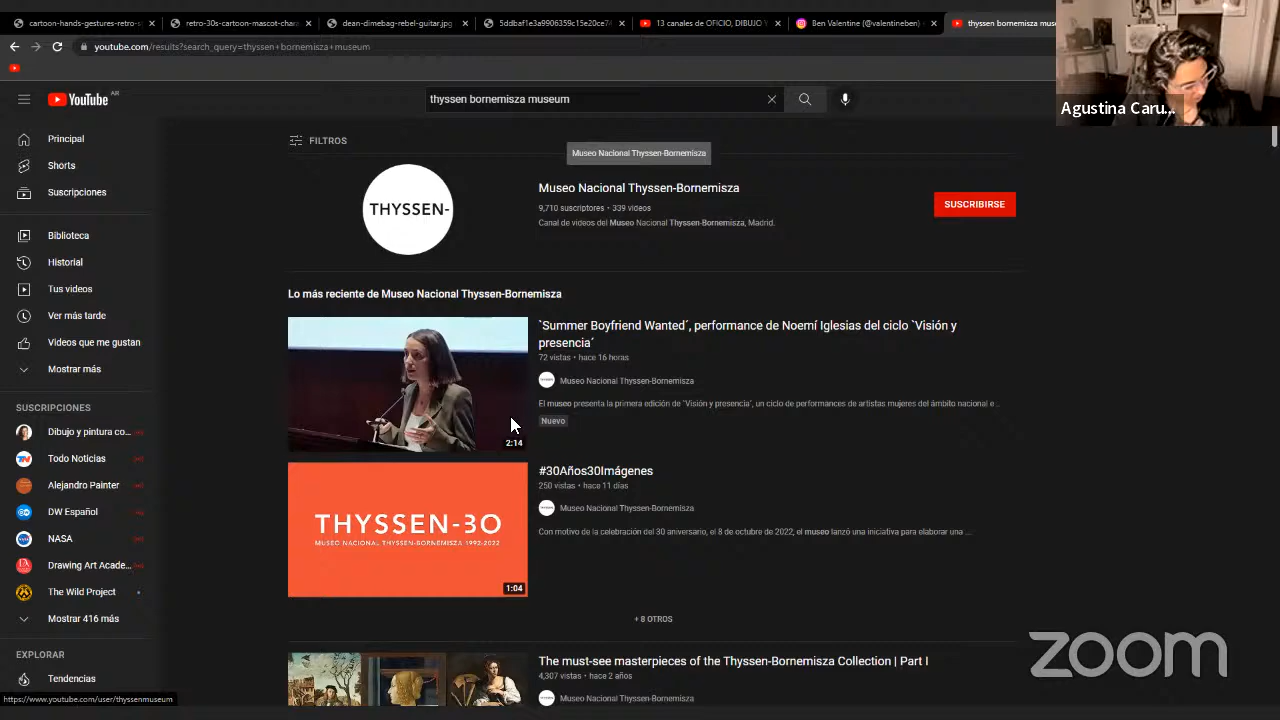 cartoon-hands-gestures-retro-s
retro-30s-cartoon-mascot-char
dean-dimebag-rebel-guitar.jpg
5ddbaf1e3a9906359c15e20ce74
13 canales de OFICIO, DIBUJO Y
Ben Valentine (@valentineben)
thyssen bornemisza muse
youtube.com/results?search_query=thyssen+bornemisza+museum
YouTube AR
thyssen bornemisza museum
Agustina Caru...
Principal
Shorts
Suscripciones
Biblioteca
Historial
Tus videos
Ver más tarde
Videos que me gustan
Mostrar más
SUSCRIPCIONES
Dibujo y pintura co...
Todo Noticias
Alejandro Painter
DW Español
NASA
Drawing Art Acade...
The Wild Project
Mostrar 416 más
EXPLORAR
Tendencias
https://www.youtube.com/user/thyssenmuseum
FILTROS
Museo Nacional Thyssen-Bornemisza
THYSSEN-
Museo Nacional Thyssen-Bornemisza
9,710 suscriptores • 339 videos
Canal de vídeos del Museo Nacional Thyssen-Bornemisza, Madrid.
SUSCRIBIRSE
Lo más reciente de Museo Nacional Thyssen-Bornemisza
2:14
`Summer Boyfriend Wanted´, performance de Noemí Iglesias del ciclo `Visión y
presencia´
72 vistas • hace 16 horas
Museo Nacional Thyssen-Bornemisza
El museo presenta la primera edición de "Visión y presencia", un ciclo de performances de artistas mujeres del ámbito nacional e ...
Nuevo
THYSSEN-30
MUSEO NACIONAL THYSSEN-BORNEMISZA 1992-2022
1:04
#30Años30Imágenes
250 vistas • hace 11 días
Museo Nacional Thyssen-Bornemisza
Con motivo de la celebración del 30 aniversario, el 8 de octubre de 2022, el museo lanzó una iniciativa para elaborar una ...
+ 8 OTROS
The must-see masterpieces of the Thyssen-Bornemisza Collection | Part I
4,307 vistas • hace 2 años
Museo Nacional Thyssen-Bornemisza
zoom